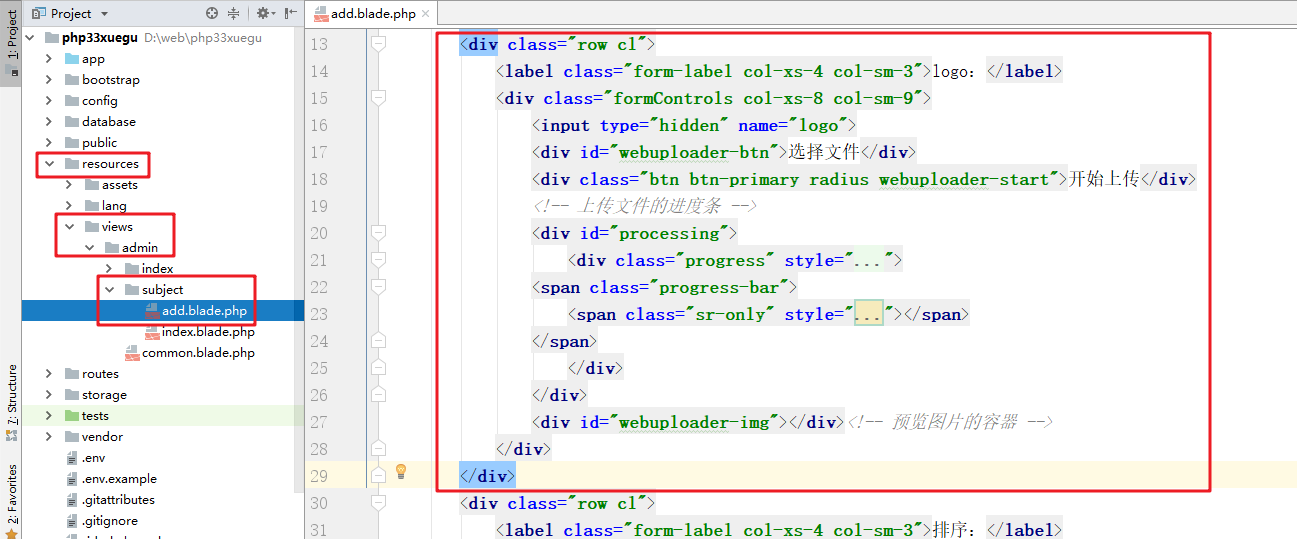 Project
add.blade.php
1: Project
7: Structure
2: Favorites
php33xuegu D:\web\php33xuegu
app
bootstrap
config
database
public
resources
assets
lang
views
admin
index
subject
add.blade.php
index.blade.php
common.blade.php
routes
storage
tests
vendor
.env
.env.example
.gitattributes
.gitignore
13 <div class="row cl">
14 <label class="form-label col-xs-4 col-sm-3">logo：</label>
15 <div class="formControls col-xs-8 col-sm-9">
16 <input type="hidden" name="logo">
17 <div id="webuploader-btn">选择文件</div>
18 <div class="btn btn-primary radius webuploader-start">开始上传</div>
19 <!-- 上传文件的进度条 -->
20 <div id="processing">
21 <div class="progress" style="...">
22 <span class="progress-bar">
23 <span class="sr-only" style="..."></span>
24 </span>
25 </div>
26 </div>
27 <div id="webuploader-img"></div><!-- 预览图片的容器 -->
28 </div>
29 </div>
30 <div class="row cl">
31 <label class="form-label col-xs-4 col-sm-3">排序：</label>